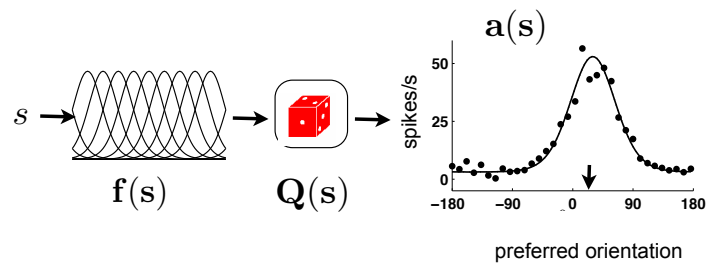 a(s)
s
f(s)
Q(s)
spikes/s
50
25
0
−180 −90 0 90 180
preferred orientation